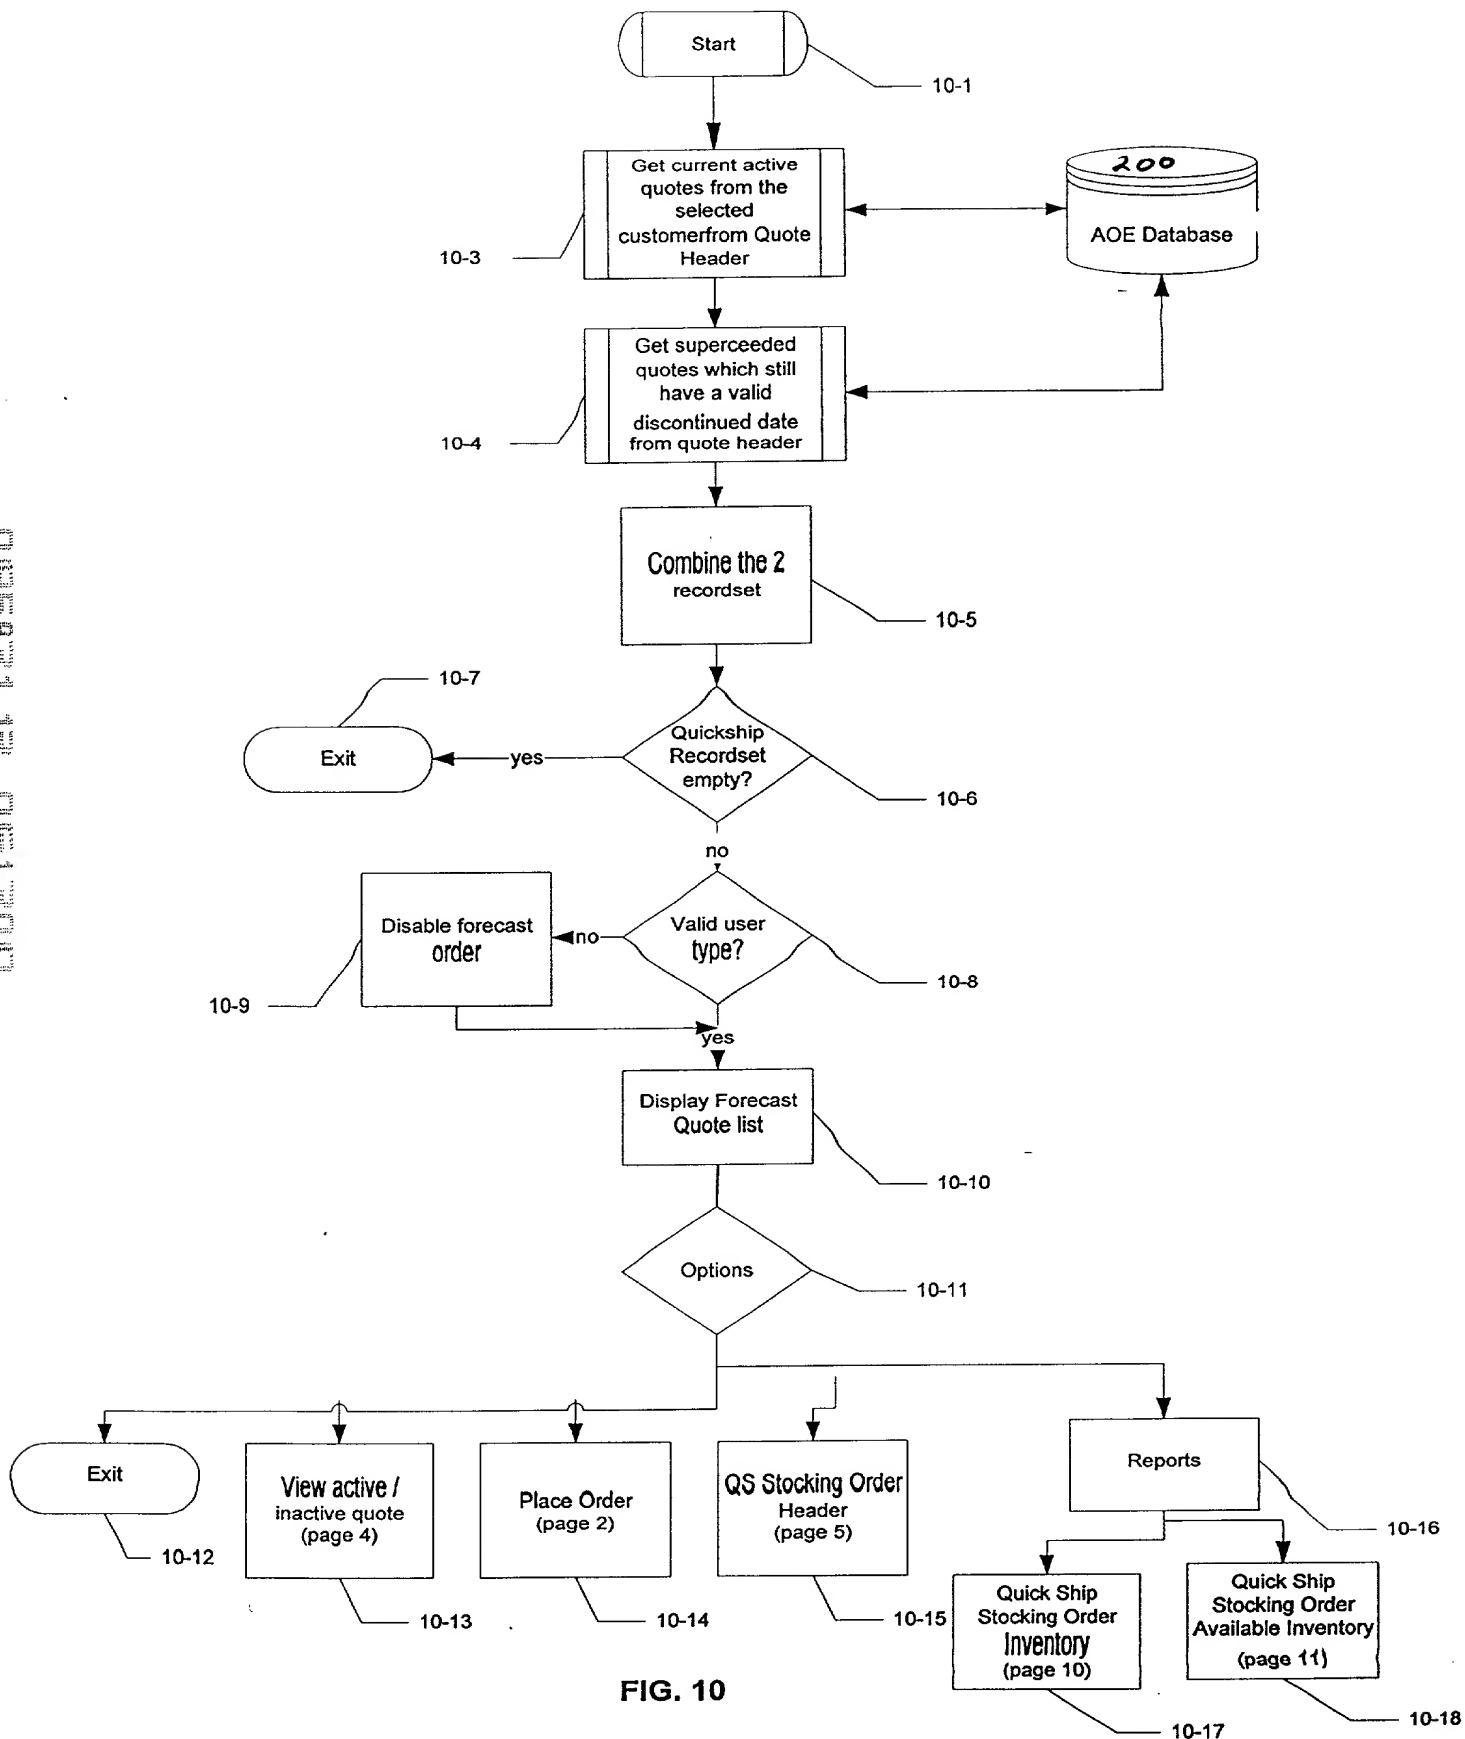 Start
10-1
Get current active
quotes from the
selected
customerfrom Quote
Header
10-3
200
AOE Database
Get superceeded
quotes which still
have a valid
discontinued date
from quote header
10-4
Combine the 2
recordset
10-5
10-7
Exit
yes
Quickship
Recordset
empty?
10-6
no
Disable forecast
order
no
Valid user
type?
10-8
10-9
yes
Display Forecast
Quote list
10-10
Options
10-11
Exit
10-12
View active /
inactive quote
(page 4)
10-13
Place Order
(page 2)
10-14
QS Stocking Order
Header
(page 5)
10-15
Reports
10-16
Quick Ship
Stocking Order
Inventory
(page 10)
10-17
Quick Ship
Stocking Order
Available Inventory
(page 11)
10-18
FIG. 10